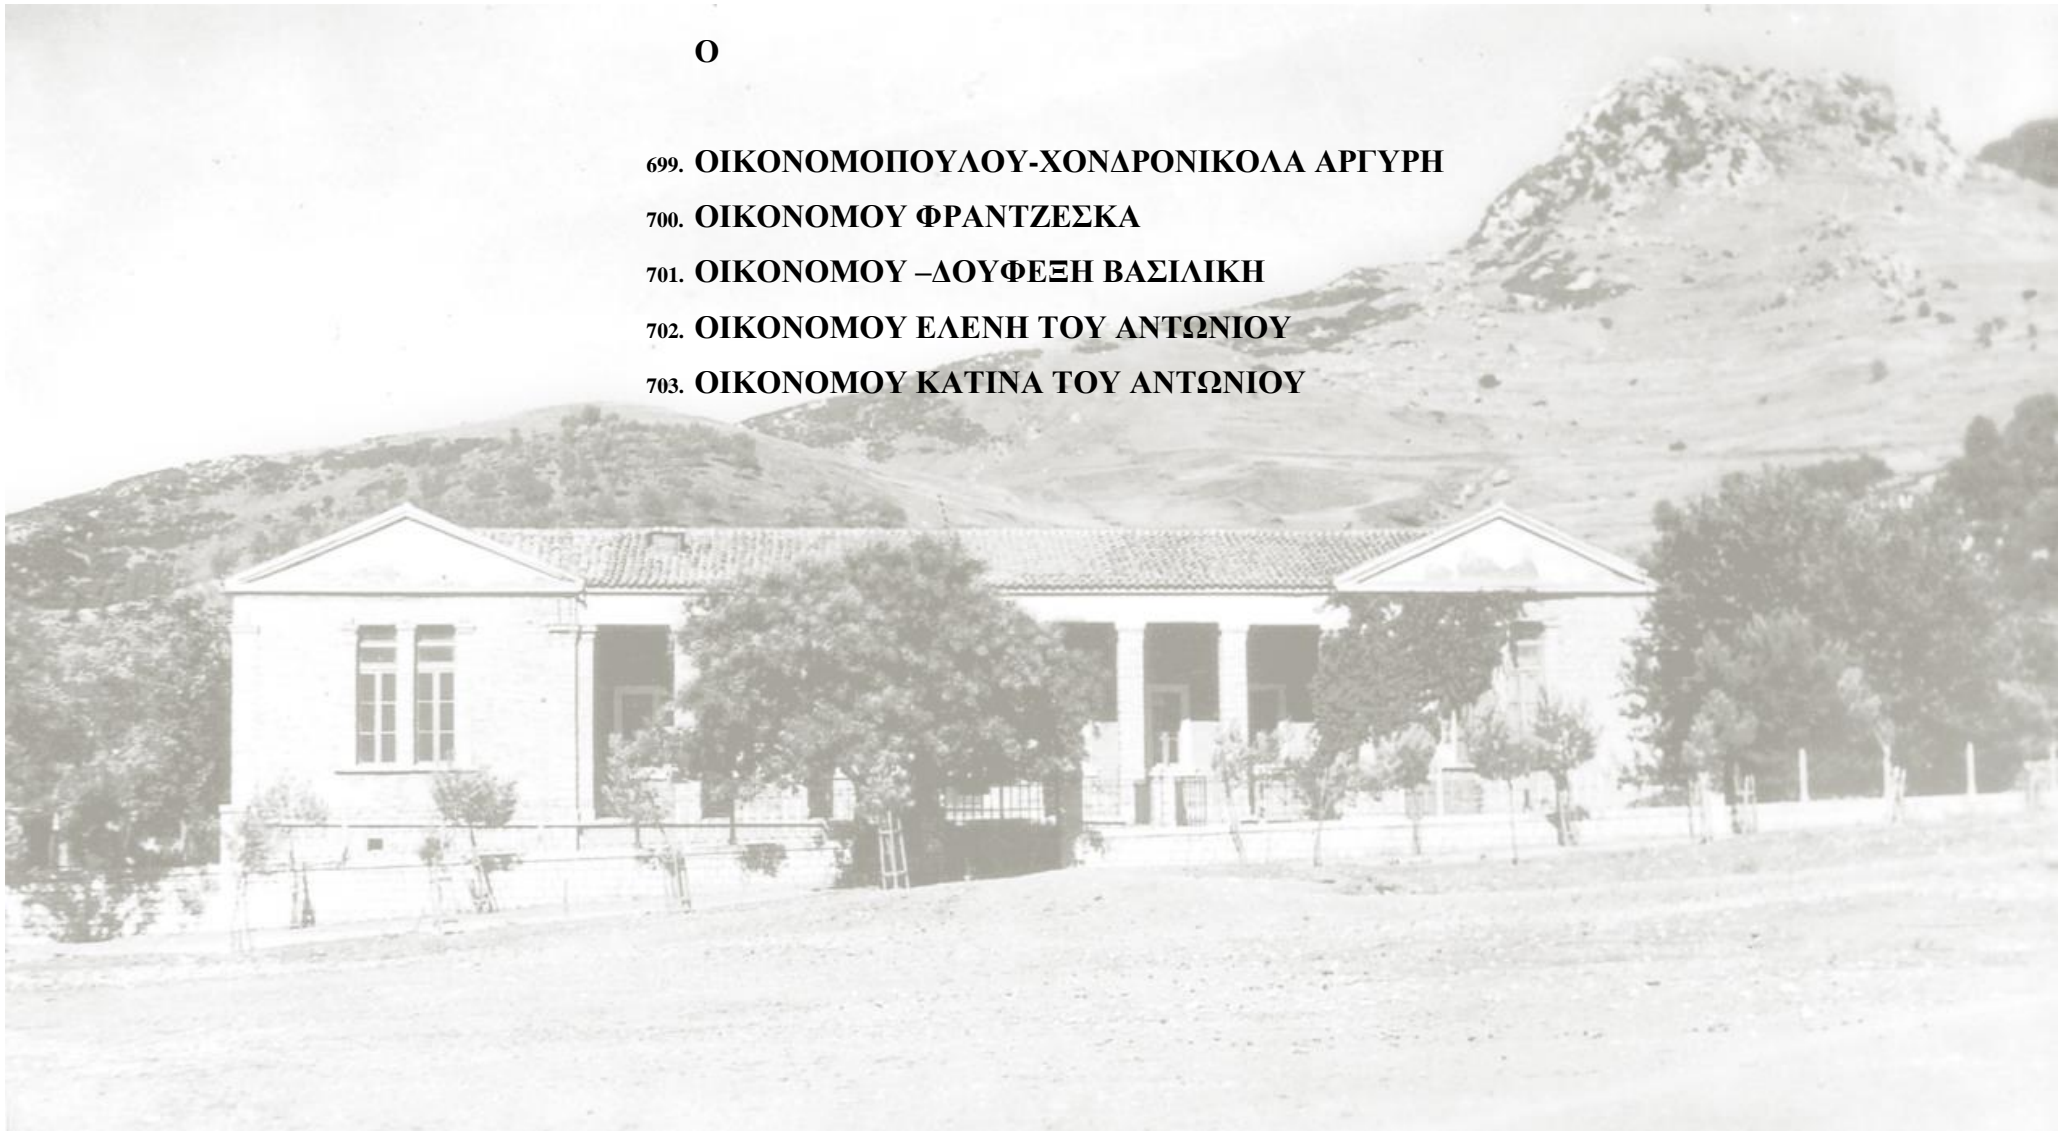 Ο
699. ΟΙΚΟΝΟΜΟΠΟΥΛΟΥ-ΧΟΝΔΡΟΝΙΚΟΛΑ ΑΡΓΥΡΗ
700. ΟΙΚΟΝΟΜΟΥ ΦΡΑΝΤΖΕΣΚΑ
701. ΟΙΚΟΝΟΜΟΥ –ΔΟΥΦΕΞΗ ΒΑΣΙΛΙΚΗ
702. ΟΙΚΟΝΟΜΟΥ ΕΛΕΝΗ ΤΟΥ ΑΝΤΩΝΙΟΥ
703. ΟΙΚΟΝΟΜΟΥ ΚΑΤΙΝΑ ΤΟΥ ΑΝΤΩΝΙΟΥ